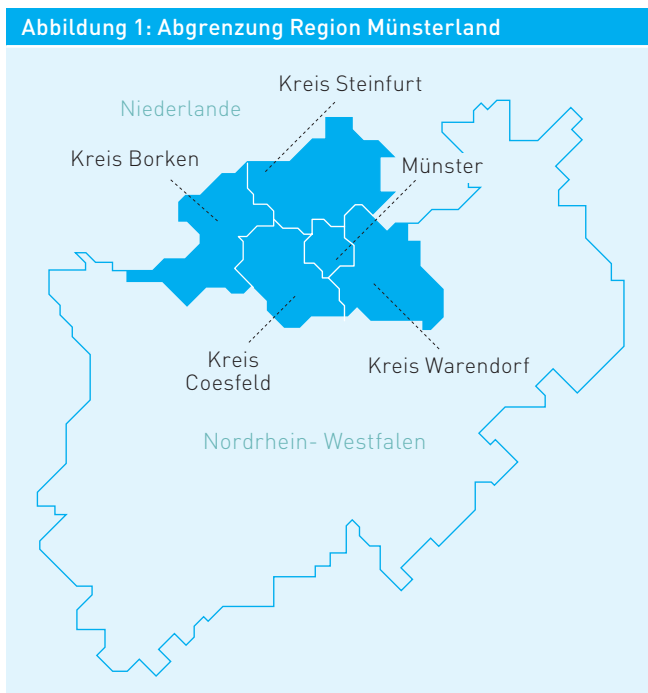 Abbildung 1: Abgrenzung Region Münsterland
Kreis Steinfurt
Niederlande
Kreis Borken
Münster
Kreis
Coesfeld
Kreis Warendorf
Nordrhein- Westfalen